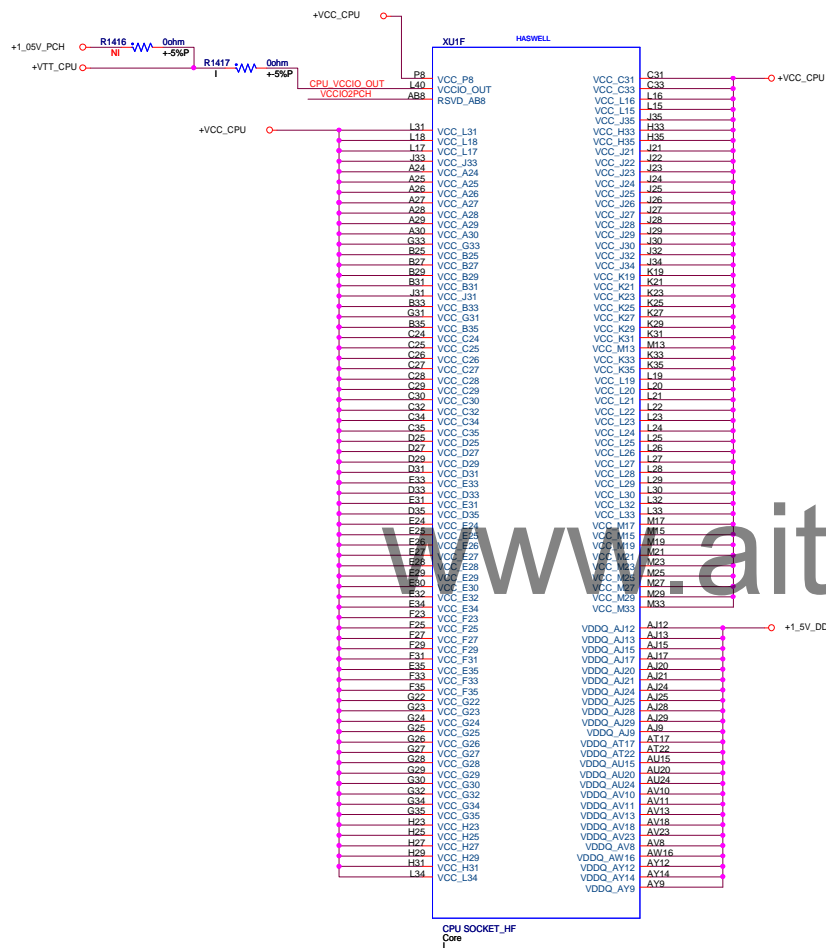 +VCC_CPU
+1_05V_PCH
R1416
0ohm
NI
+-5%P
+VTT_CPU
R1417
0ohm
I
+-5%P
CPU_VCCIO_OUT
VCCIO2PCH
+VCC_CPU
XU1F
HASWELL
P8 VCC_P8
L40 VCCIO_OUT
AB8 RSVD_AB8
L31 VCC_L31
L18 VCC_L18
L17 VCC_L17
J33 VCC_J33
A24 VCC_A24
A25 VCC_A25
A26 VCC_A26
A27 VCC_A27
A28 VCC_A28
A29 VCC_A29
A30 VCC_A30
G33 VCC_G33
B25 VCC_B25
B27 VCC_B27
B29 VCC_B29
B31 VCC_B31
J31 VCC_J31
B33 VCC_B33
G31 VCC_G31
B35 VCC_B35
C24 VCC_C24
C25 VCC_C25
C26 VCC_C26
C27 VCC_C27
C28 VCC_C28
C29 VCC_C29
C30 VCC_C30
C32 VCC_C32
C34 VCC_C34
C35 VCC_C35
D25 VCC_D25
D27 VCC_D27
D29 VCC_D29
D31 VCC_D31
E33 VCC_E33
D33 VCC_D33
E31 VCC_E31
D35 VCC_D35
E24 VCC_E24
E25 VCC_E25
E26 VCC_E26
E27 VCC_E27
E28 VCC_E28
E29 VCC_E29
E30 VCC_E30
E32 VCC_E32
E34 VCC_E34
F23 VCC_F23
F25 VCC_F25
F27 VCC_F27
F29 VCC_F29
F31 VCC_F31
E35 VCC_E35
F33 VCC_F33
F35 VCC_F35
G22 VCC_G22
G23 VCC_G23
G24 VCC_G24
G25 VCC_G25
G26 VCC_G26
G27 VCC_G27
G28 VCC_G28
G29 VCC_G29
G30 VCC_G30
G32 VCC_G32
G34 VCC_G34
G35 VCC_G35
H23 VCC_H23
H25 VCC_H25
H27 VCC_H27
H29 VCC_H29
H31 VCC_H31
L34 VCC_L34
VCC_C31 C31
VCC_C33 C33
VCC_L16 L16
VCC_L15 L15
VCC_J35 J35
VCC_H33 H33
VCC_H35 H35
VCC_J21 J21
VCC_J22 J22
VCC_J23 J23
VCC_J24 J24
VCC_J25 J25
VCC_J26 J26
VCC_J27 J27
VCC_J28 J28
VCC_J29 J29
VCC_J30 J30
VCC_J32 J32
VCC_J34 J34
VCC_K19 K19
VCC_K21 K21
VCC_K23 K23
VCC_K25 K25
VCC_K27 K27
VCC_K29 K29
VCC_K31 K31
VCC_M13 M13
VCC_K33 K33
VCC_K35 K35
VCC_L19 L19
VCC_L20 L20
VCC_L21 L21
VCC_L22 L22
VCC_L23 L23
VCC_L24 L24
VCC_L25 L25
VCC_L26 L26
VCC_L27 L27
VCC_L28 L28
VCC_L29 L29
VCC_L30 L30
VCC_L32 L32
VCC_L33 L33
VCC_M17 M17
VCC_M15 M15
VCC_M19 M19
VCC_M21 M21
VCC_M23 M23
VCC_M25 M25
VCC_M27 M27
VCC_M29 M29
VCC_M33 M33
VDDQ_AJ12 AJ12
VDDQ_AJ13 AJ13
VDDQ_AJ15 AJ15
VDDQ_AJ17 AJ17
VDDQ_AJ20 AJ20
VDDQ_AJ21 AJ21
VDDQ_AJ24 AJ24
VDDQ_AJ25 AJ25
VDDQ_AJ28 AJ28
VDDQ_AJ29 AJ29
VDDQ_AJ9 AJ9
VDDQ_AT17 AT17
VDDQ_AT22 AT22
VDDQ_AU15 AU15
VDDQ_AU20 AU20
VDDQ_AU24 AU24
VDDQ_AV10 AV10
VDDQ_AV11 AV11
VDDQ_AV13 AV13
VDDQ_AV18 AV18
VDDQ_AV23 AV23
VDDQ_AV8 AV8
VDDQ_AW16 AW16
VDDQ_AY12 AY12
VDDQ_AY14 AY14
VDDQ_AY9 AY9
+VCC_CPU
+1_5V_DD
www.ait
CPU SOCKET_HF
Core
I